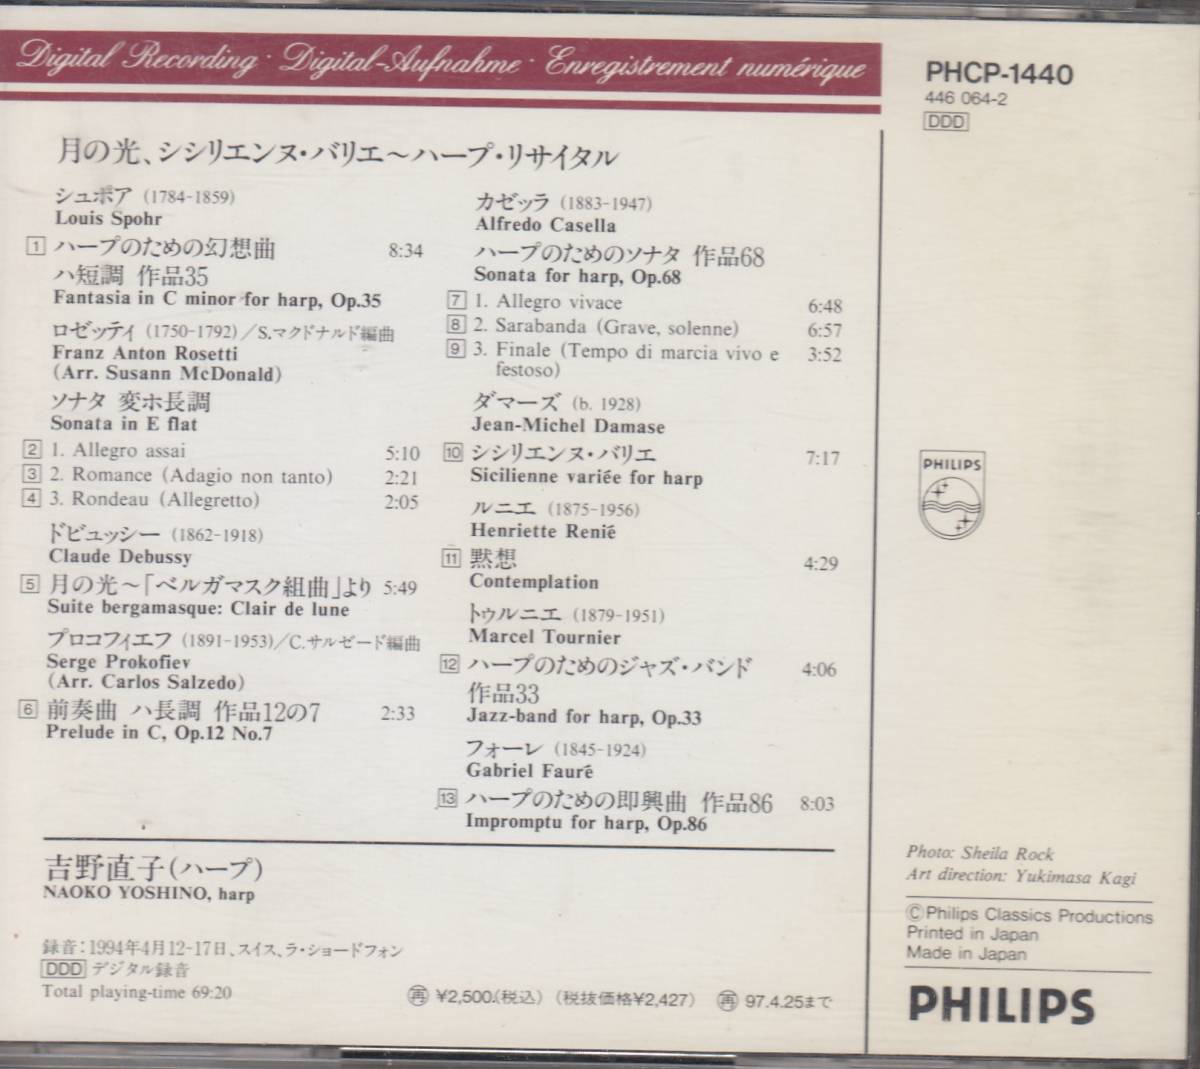 Digital Recording · Digital-Aufnahme · Enregistrement numérique
月の光、シシリエンヌ・バリエ〜ハープ・リサイタル
シュポア (1784-1859)
Louis Spohr
1 ハープのための幻想曲 8:34
ハ短調 作品35
Fantasia in C minor for harp, Op.35
ロゼッティ (1750-1792)/S.マクドナルド編曲
Franz Anton Rosetti
(Arr. Susann McDonald)
ソナタ 変ホ長調
Sonata in E flat
2 1. Allegro assai 5:10
3 2. Romance (Adagio non tanto) 2:21
4 3. Rondeau (Allegretto) 2:05
ドビュッシー (1862-1918)
Claude Debussy
5 月の光〜「ベルガマスク組曲」より 5:49
Suite bergamasque: Clair de lune
プロコフィエフ (1891-1953)/C.サルゼード編曲
Serge Prokofiev
(Arr. Carlos Salzedo)
6 前奏曲 ハ長調 作品12の7 2:33
Prelude in C, Op.12 No.7
カゼッラ (1883-1947)
Alfredo Casella
ハープのためのソナタ 作品68
Sonata for harp, Op.68
7 1. Allegro vivace 6:48
8 2. Sarabanda (Grave, solenne) 6:57
9 3. Finale (Tempo di marcia vivo e 3:52
festoso)
ダマーズ (b. 1928)
Jean-Michel Damase
10 シシリエンヌ・バリエ 7:17
Sicilienne variée for harp
ルニエ (1875-1956)
Henriette Renié
11 黙想 4:29
Contemplation
トゥルニエ (1879-1951)
Marcel Tournier
12 ハープのためのジャズ・バンド 4:06
作品33
Jazz-band for harp, Op.33
フォーレ (1845-1924)
Gabriel Fauré
13 ハープのための即興曲 作品86 8:03
Impromptu for harp, Op.86
吉野直子(ハープ)
NAOKO YOSHINO, harp
録音:1994年4月12-17日、スイス、ラ・ショードフォン
DDD デジタル録音
Total playing-time 69:20
再 ¥2,500.(税込) (税抜価格¥2,427) 再 97.4.25まで
PHCP-1440
446 064-2
DDD
PHILIPS
Photo: Sheila Rock
Art direction: Yukimasa Kagi
©Philips Classics Productions
Printed in Japan
Made in Japan
PHILIPS